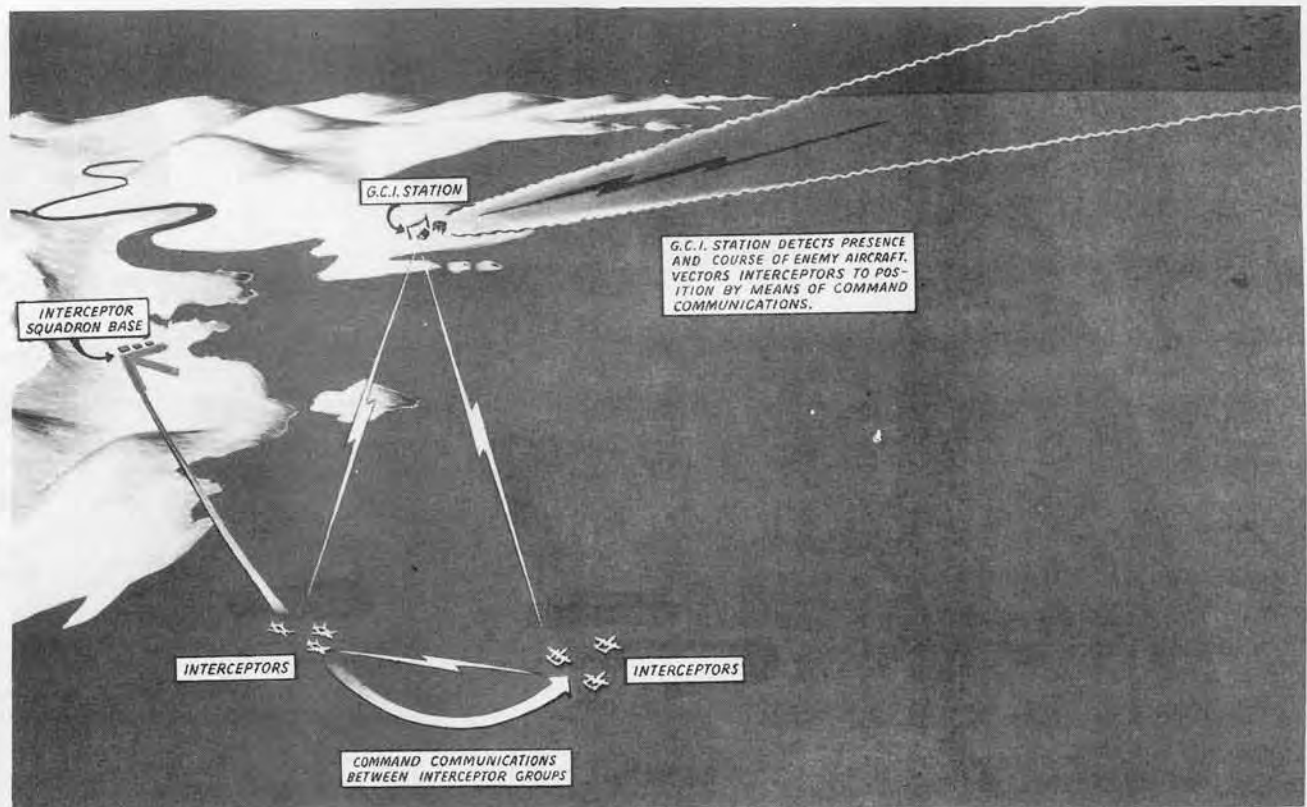 G.C.I. STATION
G.C.I. STATION DETECTS PRESENCE
AND COURSE OF ENEMY AIRCRAFT.
VECTORS INTERCEPTORS TO POS-
ITION BY MEANS OF COMMAND
COMMUNICATIONS.
INTERCEPTOR
SQUADRON BASE
INTERCEPTORS
INTERCEPTORS
COMMAND COMMUNICATIONS
BETWEEN INTERCEPTOR GROUPS